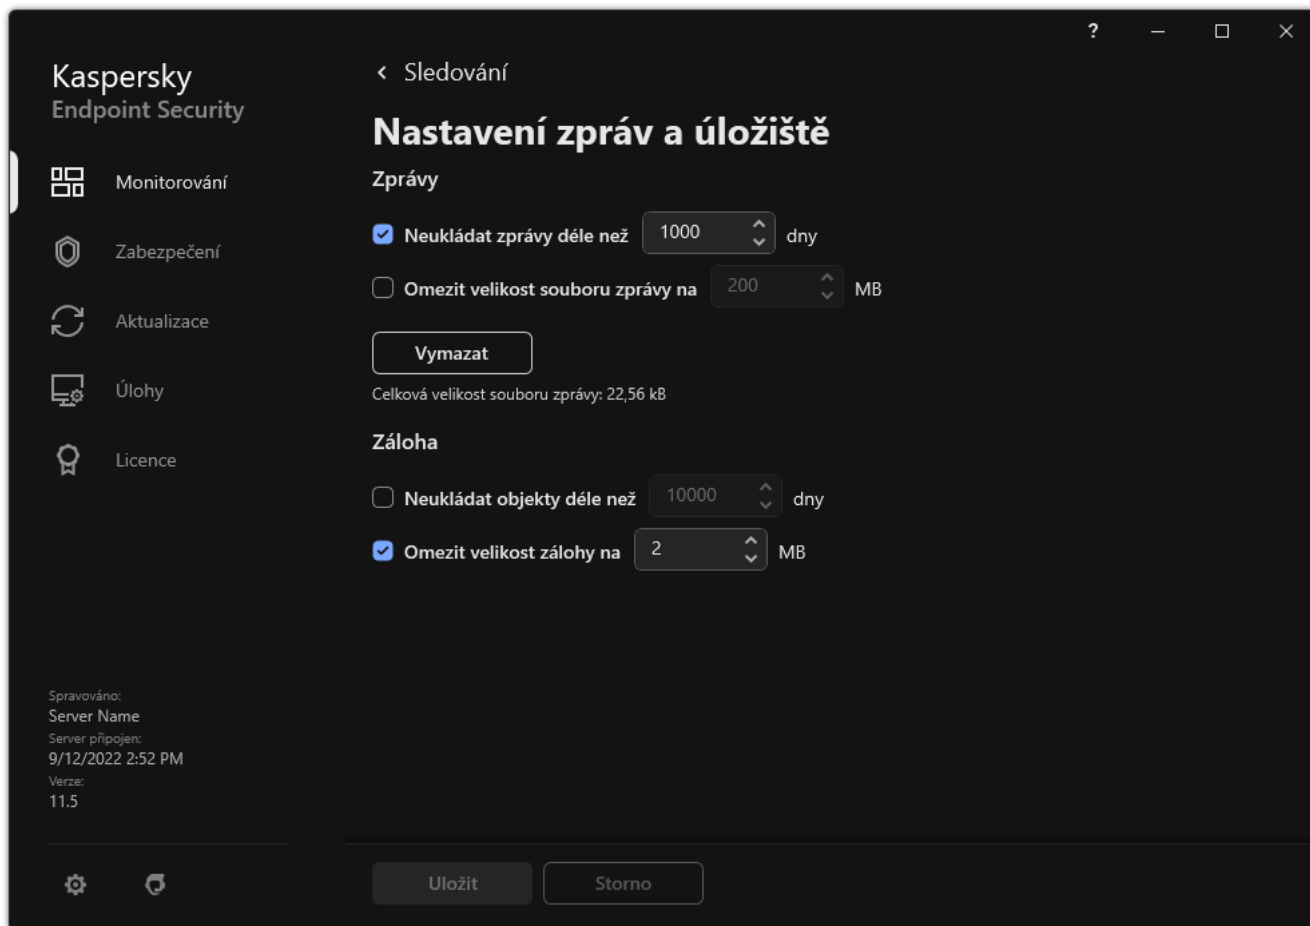 ?
Kaspersky
Endpoint Security
Monitorování
Zabezpečení
Aktualizace
Úlohy
Licence
Spravováno:
Server Name
Server připojen:
9/12/2022 2:52 PM
Verze:
11.5
Sledování
Nastavení zpráv a úložiště
Zprávy
Neukládat zprávy déle než 1000 dny
Omezit velikost souboru zprávy na 200 MB
Vymazat
Celková velikost souboru zprávy: 22,56 kB
Záloha
Neukládat objekty déle než 10000 dny
Omezit velikost zálohy na 2 MB
Uložit Storno